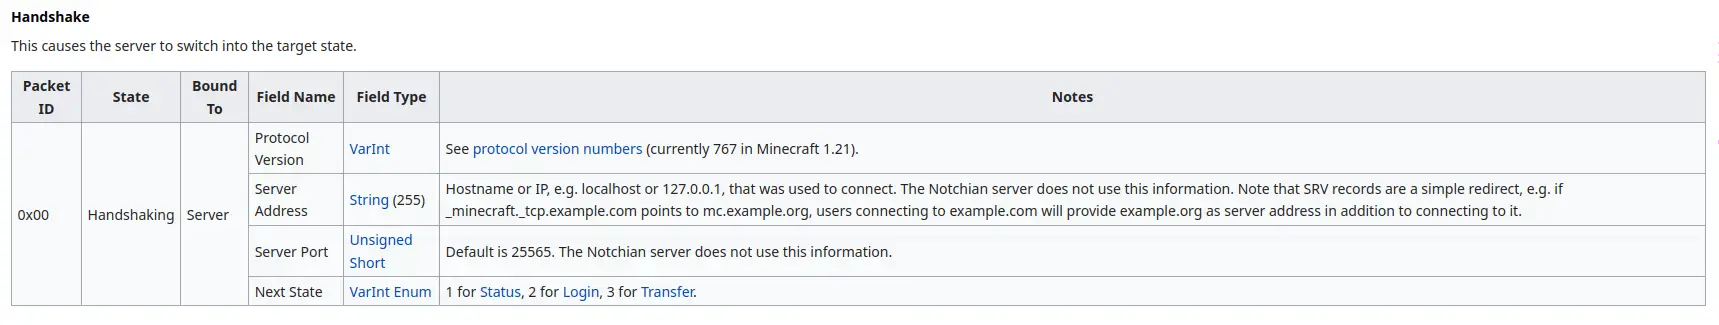 Handshake
This causes the server to switch into the target state.
Packet ID State Bound To Field Name Field Type Notes
0x00 Handshaking Server
Protocol Version VarInt See protocol version numbers (currently 767 in Minecraft 1.21).
Server Address String (255) Hostname or IP, e.g. localhost or 127.0.0.1, that was used to connect. The Notchian server does not use this information. Note that SRV records are a simple redirect, e.g. if
_minecraft._tcp.example.com points to mc.example.org, users connecting to example.com will provide example.org as server address in addition to connecting to it.
Server Port Unsigned Short Default is 25565. The Notchian server does not use this information.
Next State VarInt Enum 1 for Status, 2 for Login, 3 for Transfer.